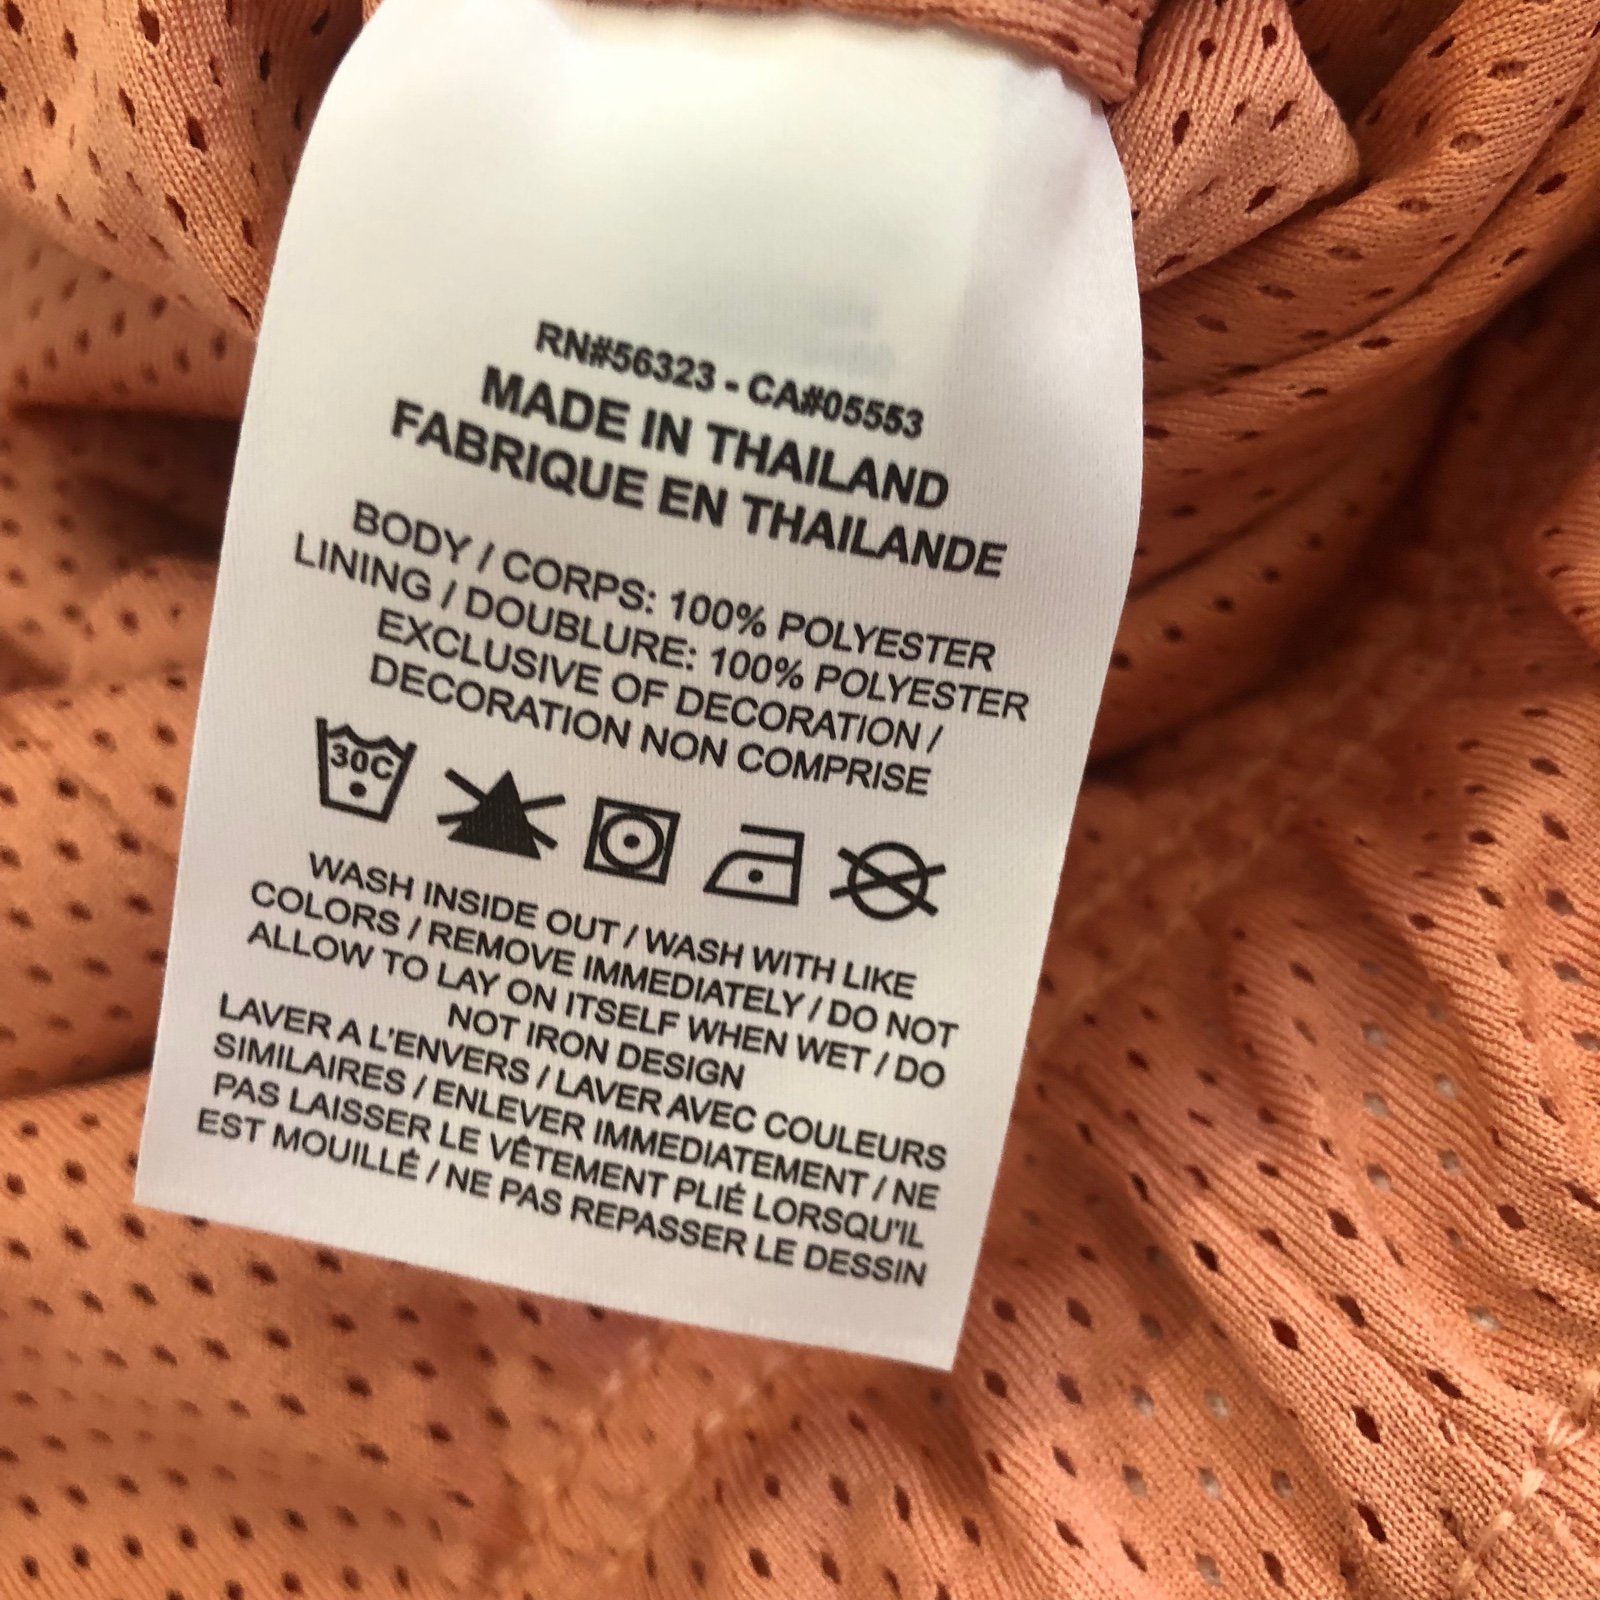 RN#56323 - CA#05553
MADE IN THAILAND
FABRIQUE EN THAILANDE
BODY / CORPS: 100% POLYESTER
LINING / DOUBLURE: 100% POLYESTER
EXCLUSIVE OF DECORATION /
DECORATION NON COMPRISE
30C
WASH INSIDE OUT / WASH WITH LIKE
COLORS / REMOVE IMMEDIATELY / DO NOT
ALLOW TO LAY ON ITSELF WHEN WET / DO
NOT IRON DESIGN
LAVER A L'ENVERS / LAVER AVEC COULEURS
SIMILAIRES / ENLEVER IMMEDIATEMENT / NE
PAS LAISSER LE VÊTEMENT PLIÉ LORSQU'IL
EST MOUILLÉ / NE PAS REPASSER LE DESSIN